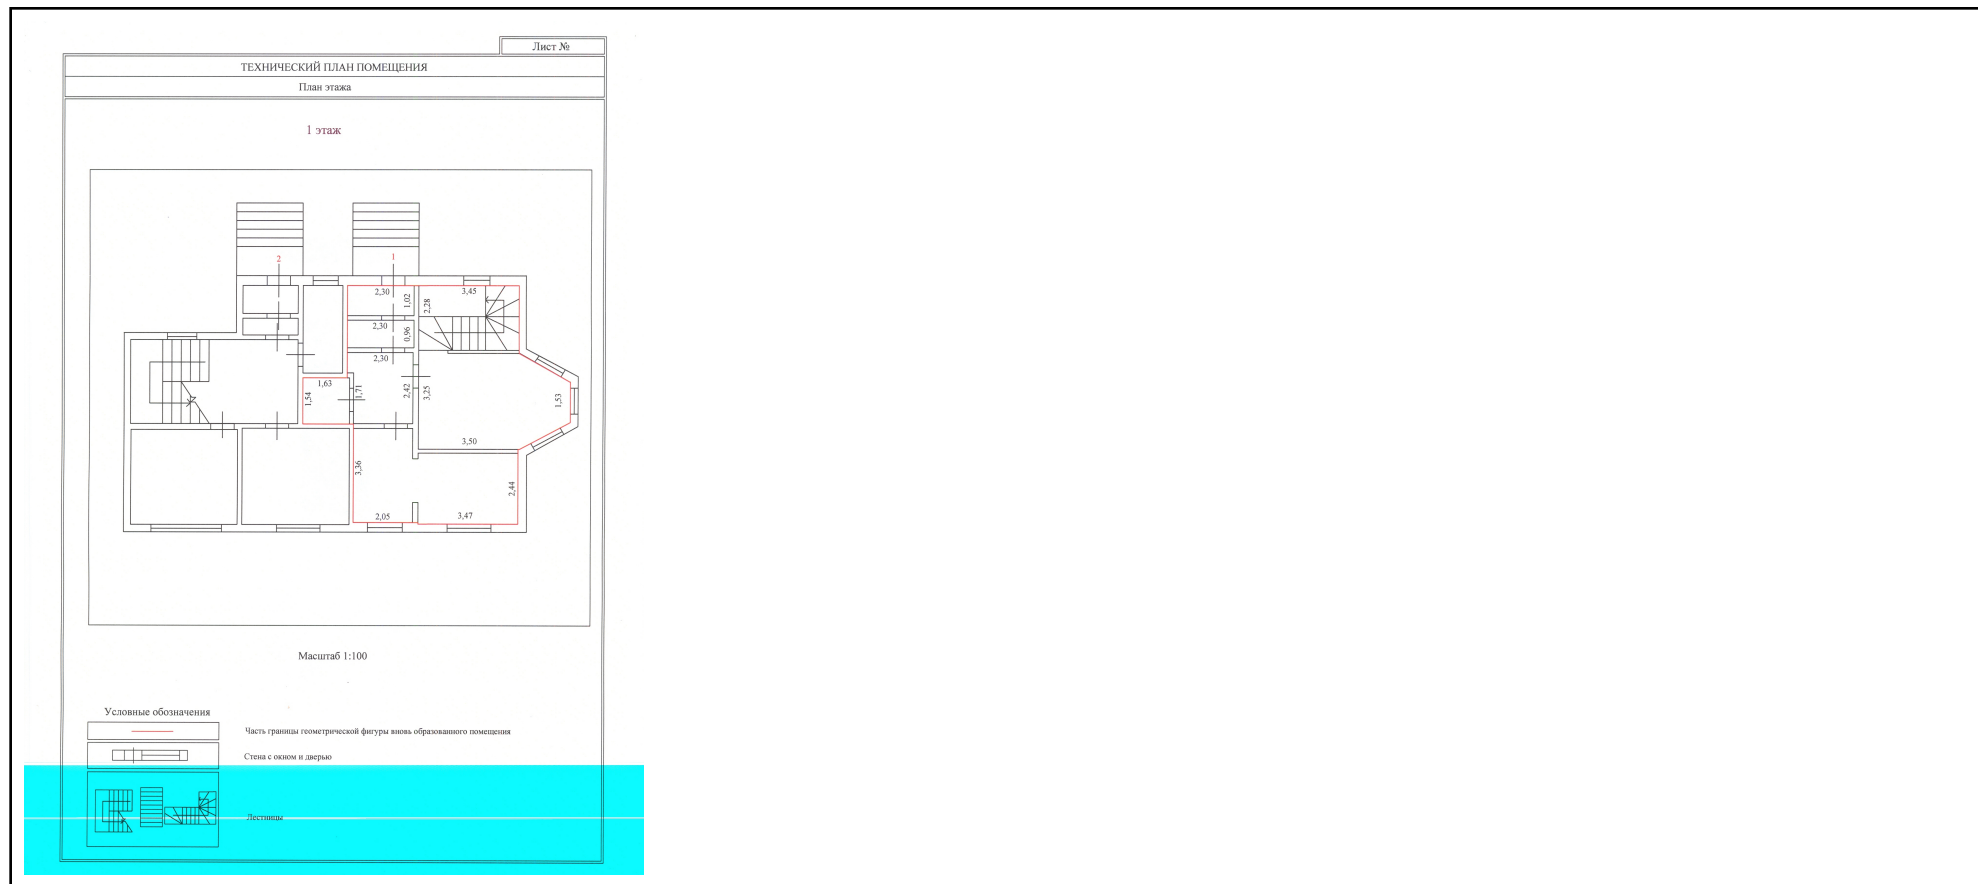 Лист №
ТЕХНИЧЕСКИЙ ПЛАН ПОМЕЩЕНИЯ
План этажа
1 этаж
2
1
2,30
1,02
3,45
2,28
2,30
0,96
2,30
1,63
1,54
1,71
2,42
3,25
1,53
3,50
3,36
2,44
2,05
3,47
Масштаб 1:100
Условные обозначения
Часть границы геометрической фигуры вновь образованного помещения
Стена с окном и дверью
Лестницы